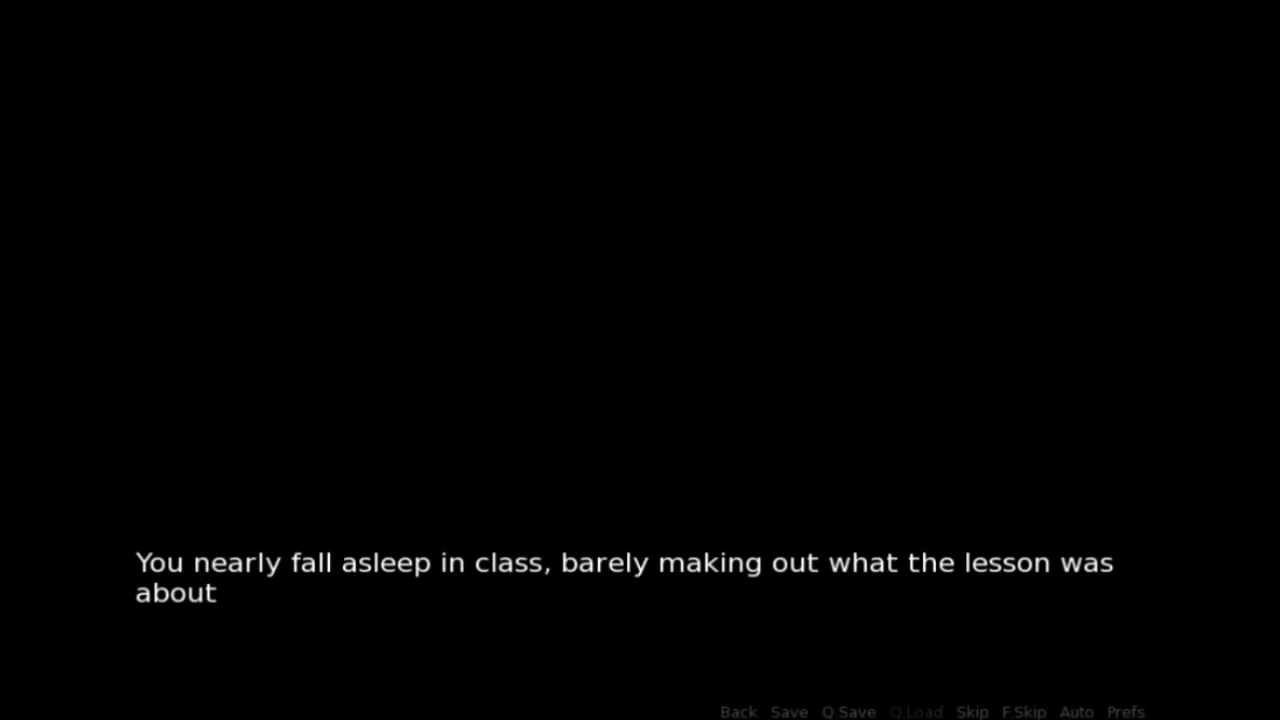 You nearly fall asleep in class, barely making out what the lesson was
about
Back Save Q.Save Q.Load Skip F.Skip Auto Prefs